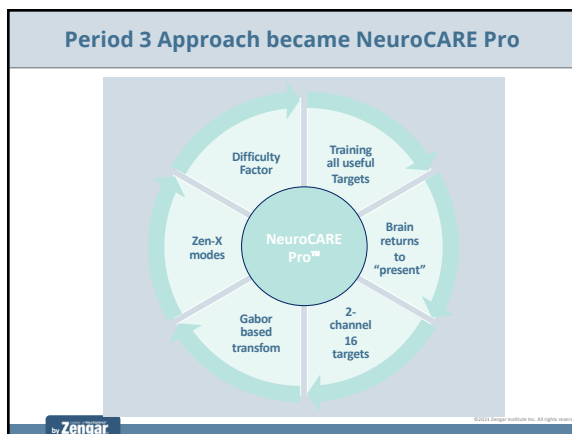 Period 3 Approach became NeuroCARE Pro
Training
all useful
Targets
Brain
returns
to
“present”
2-
channel
16
targets
Gabor
based
transfom
Zen-X
modes
Difficulty
Factor
NeuroCARE
Pro™
by Zengar
©2021 Zengar Institute Inc. All rights reserved